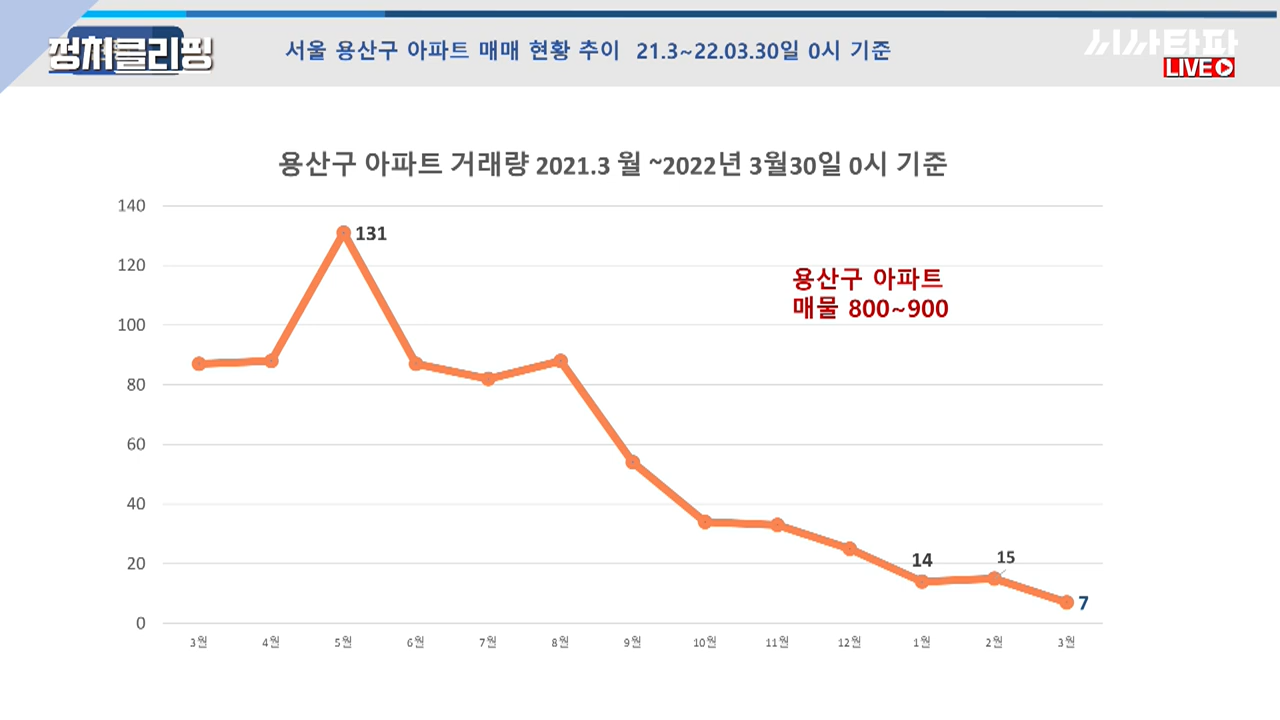 정치클리핑
서울 용산구 아파트 매매 현황 추이 21.3~22.03.30일 0시 기준
시사타파
LIVE
용산구 아파트 거래량 2021.3 월 ~2022년 3월30일 0시 기준
140
120
100
80
60
40
20
0
131
용산구 아파트
매물 800~900
14
15
7
3월 4월 5월 6월 7월 8월 9월 10월 11월 12월 1월 2월 3월